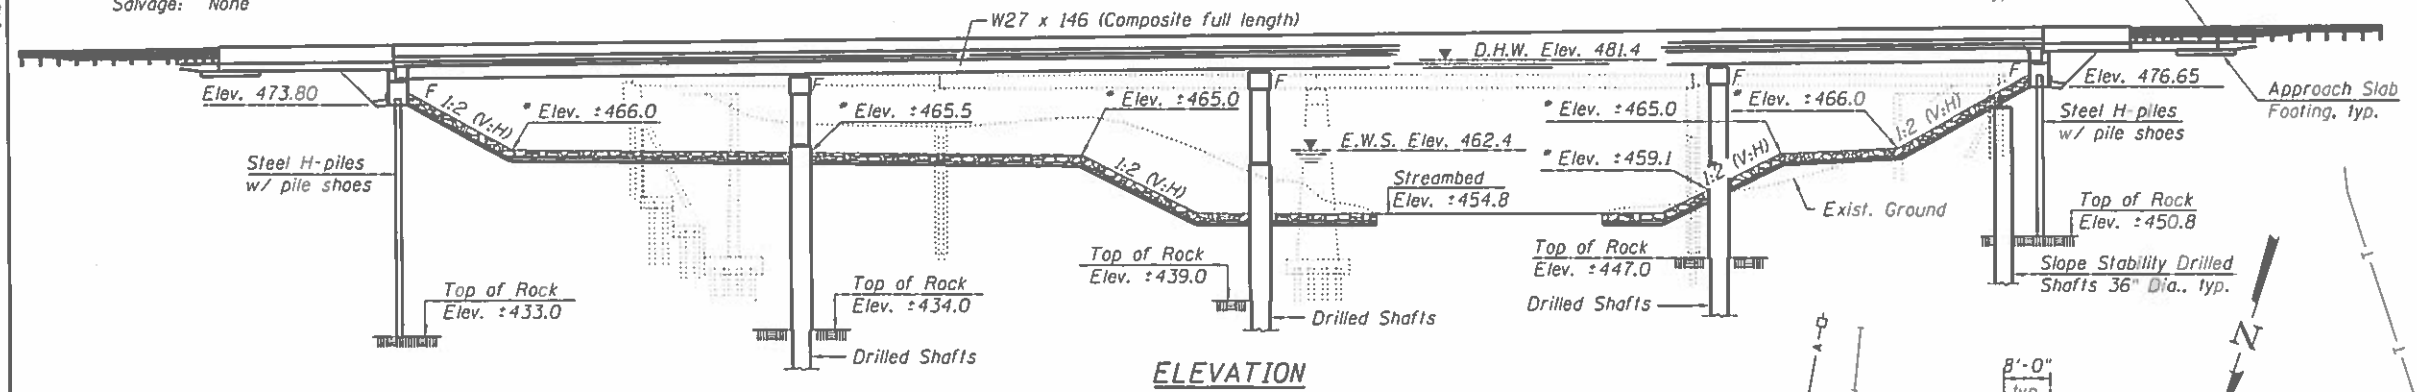 Salvage: None
W27 x 146 (Composite full length)
D.H.W. Elev. 481.4
Elev. 473.80
F
1:2 (V:H)
* Elev. ±466.0
F
* Elev. ±465.5
* Elev. ±465.0
F
* Elev. ±465.0
F
* Elev. ±466.0
1:2 (V:H)
F
Elev. 476.65
Approach Slab
Footing, typ.
Steel H-piles
w/ pile shoes
E.W.S. Elev. 462.4
1:2 (V:H)
* Elev. ±459.1
1:2 (V:H)
Steel H-piles
w/ pile shoes
Streambed
Elev. ±454.8
Exist. Ground
Top of Rock
Elev. ±450.8
Top of Rock
Elev. ±433.0
Top of Rock
Elev. ±434.0
Top of Rock
Elev. ±439.0
Top of Rock
Elev. ±447.0
Slope Stability Drilled
Shafts 36" Dia., typ.
Drilled Shafts
Drilled Shafts
Drilled Shafts
ELEVATION
A
N
8'-0"
typ.